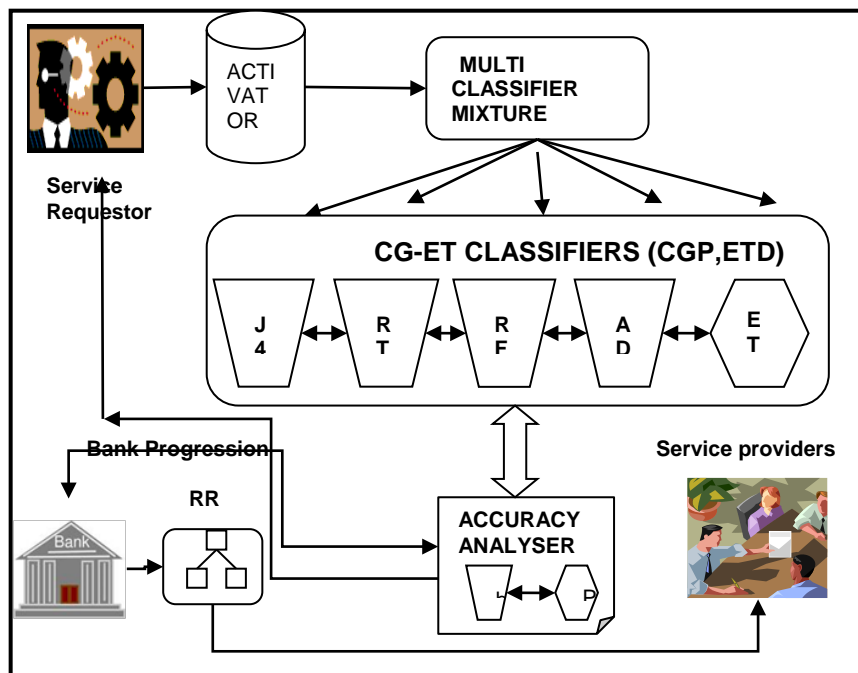 ACTI
VAT
OR
MULTI
CLASSIFIER
MIXTURE
Service
Requestor
CG-ET CLASSIFIERS (CGP,ETD)
J
4
R
T
R
F
A
D
E
T
Bank Progression
Service providers
RR
Bank
ACCURACY
ANALYSER